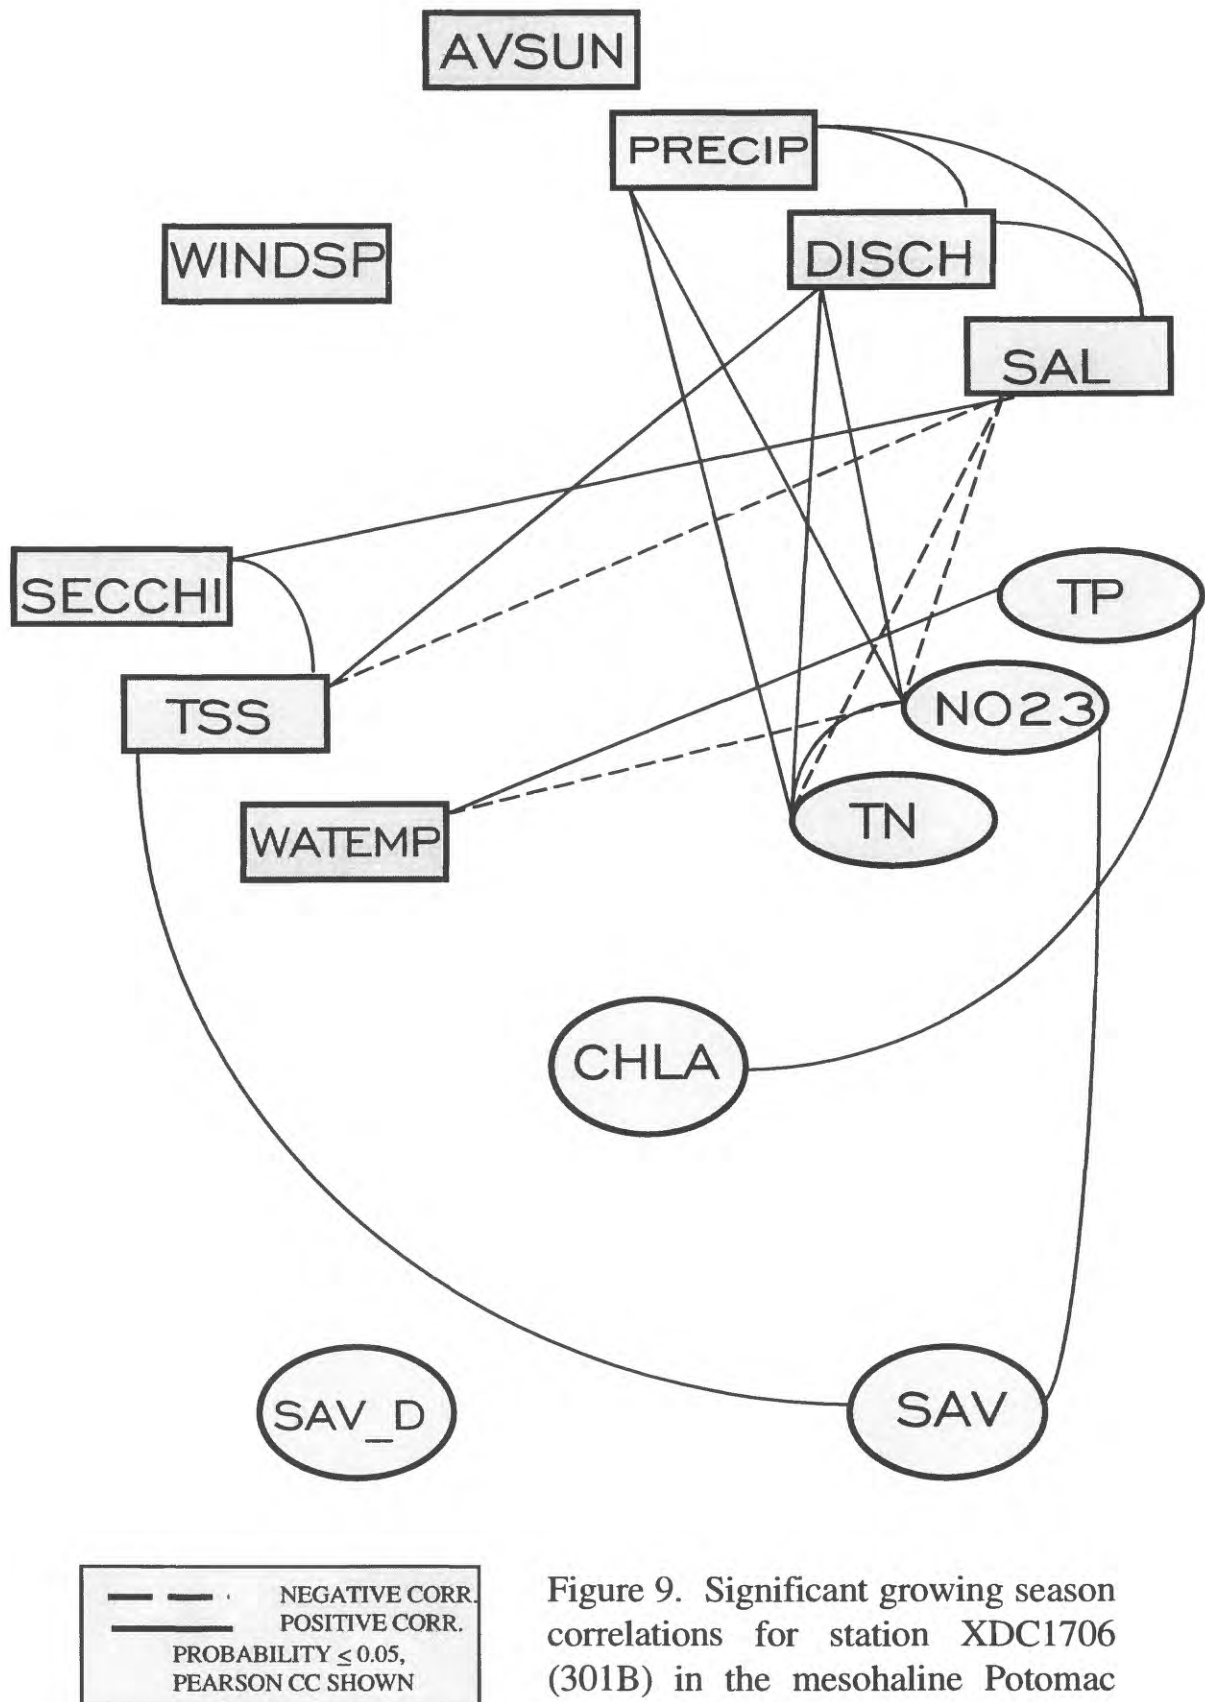 AVSUN
PRECIP
WINDSP
DISCH
SAL
SECCHI
TP
TSS
NO23
WATEMP
TN
CHLA
SAV_D
SAV
NEGATIVE CORR.
POSITIVE CORR.
PROBABILITY ≤ 0.05,
PEARSON CC SHOWN
Figure 9. Significant growing season
correlations for station XDC1706
(301B) in the mesohaline Potomac